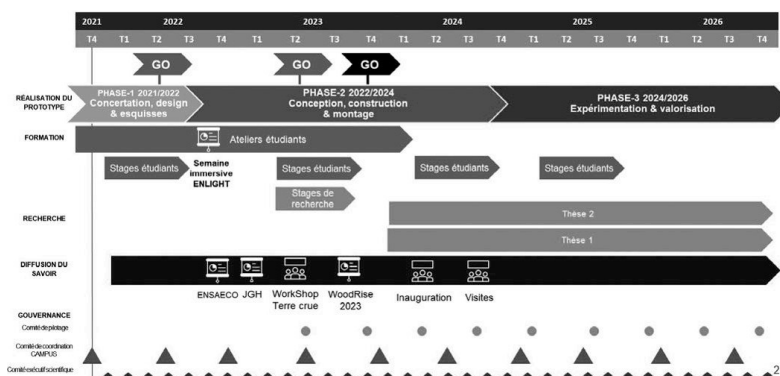 2021 2022 2023 2024 2025 2026
T4 T1 T2 T3 T4 T1 T2 T3 T4 T1 T2 T3 T4 T1 T2 T3 T4 T1 T2 T3 T4
GO GO GO
RÉALISATION DU
PROTOTYPE
PHASE-1 2021/2022
Concertation, design
& esquisses
PHASE-2 2022/2024
Conception, construction
& montage
PHASE-3 2024/2026
Expérimentation & valorisation
FORMATION
Ateliers étudiants
Stages étudiants
Semaine
immersive
ENLIGHT
Stages étudiants
Stages étudiants
Stages étudiants
Stages de
recherche
RECHERCHE
Thèse 2
Thèse 1
DIFFUSION DU
SAVOIR
ENSAECO
JGH
WorkShop
Terre crue
WoodRise
2023
Inauguration
Visites
GOUVERNANCE
Comité de pilotage
Comité de coordination
CAMPUS
Comité exécutif scientifique
2